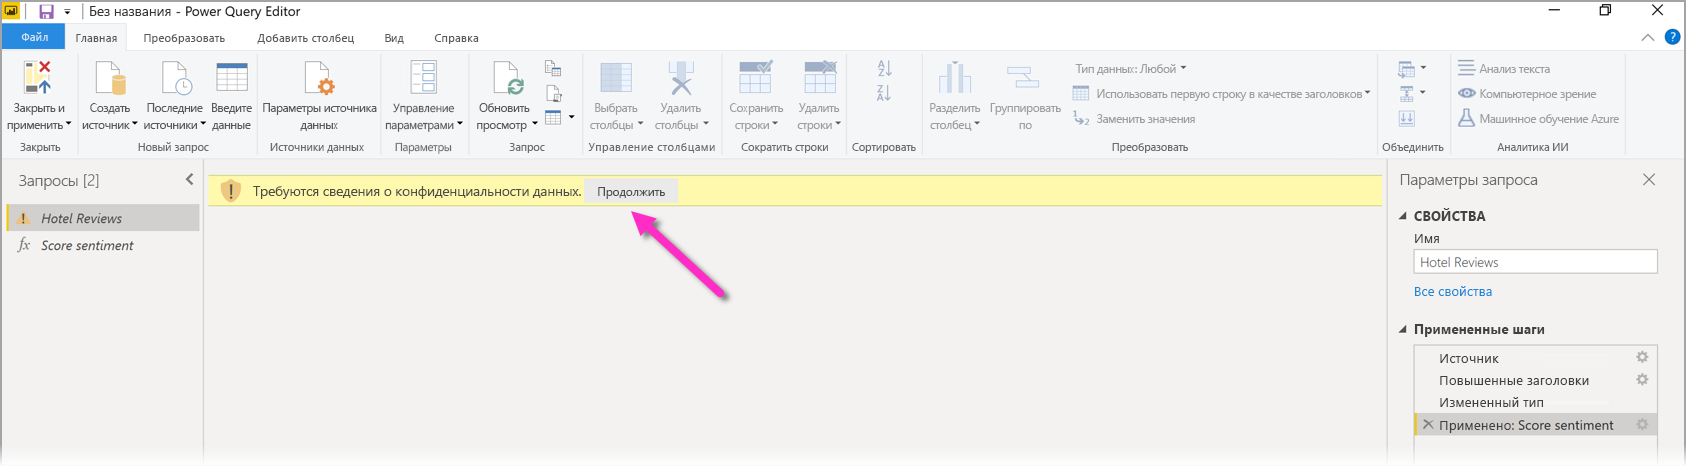 Без названия - Power Query Editor
Файл Главная Преобразовать Добавить столбец Вид Справка ?
Закрыть и применить
Создать источник
Последние источники
Введите данные
Параметры источника данных
Управление параметрами
Обновить просмотр
Выбрать столбцы
Удалить столбцы
Сохранить строки
Удалить строки
Разделить столбец
Группировать по
Тип данных: Любой
Использовать первую строку в качестве заголовков
Заменить значения
Анализ текста
Компьютерное зрение
Машинное обучение Azure
Закрыть Новый запрос Источники данных Параметры Запрос Управление столбцами Сократить строки Сортировать Преобразовать Объединить Аналитика ИИ
Запросы [2]
Hotel Reviews
fx Score sentiment
Требуются сведения о конфиденциальности данных. Продолжить
Параметры запроса
СВОЙСТВА
Имя
Hotel Reviews
Все свойства
Примененные шаги
Источник
Повышенные заголовки
Измененный тип
Применено: Score sentiment